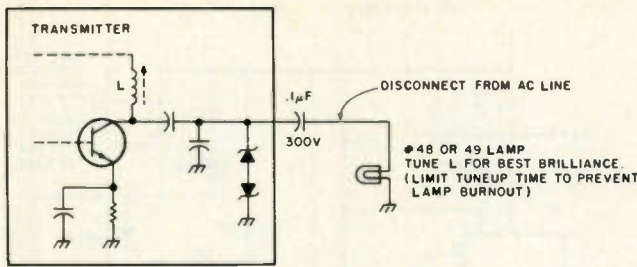 TRANSMITTER
L
.1µF
300V
DISCONNECT FROM AC LINE
#48 OR 49 LAMP
TUNE L FOR BEST BRILLIANCE.
(LIMIT TUNEUP TIME TO PREVENT
LAMP BURNOUT)